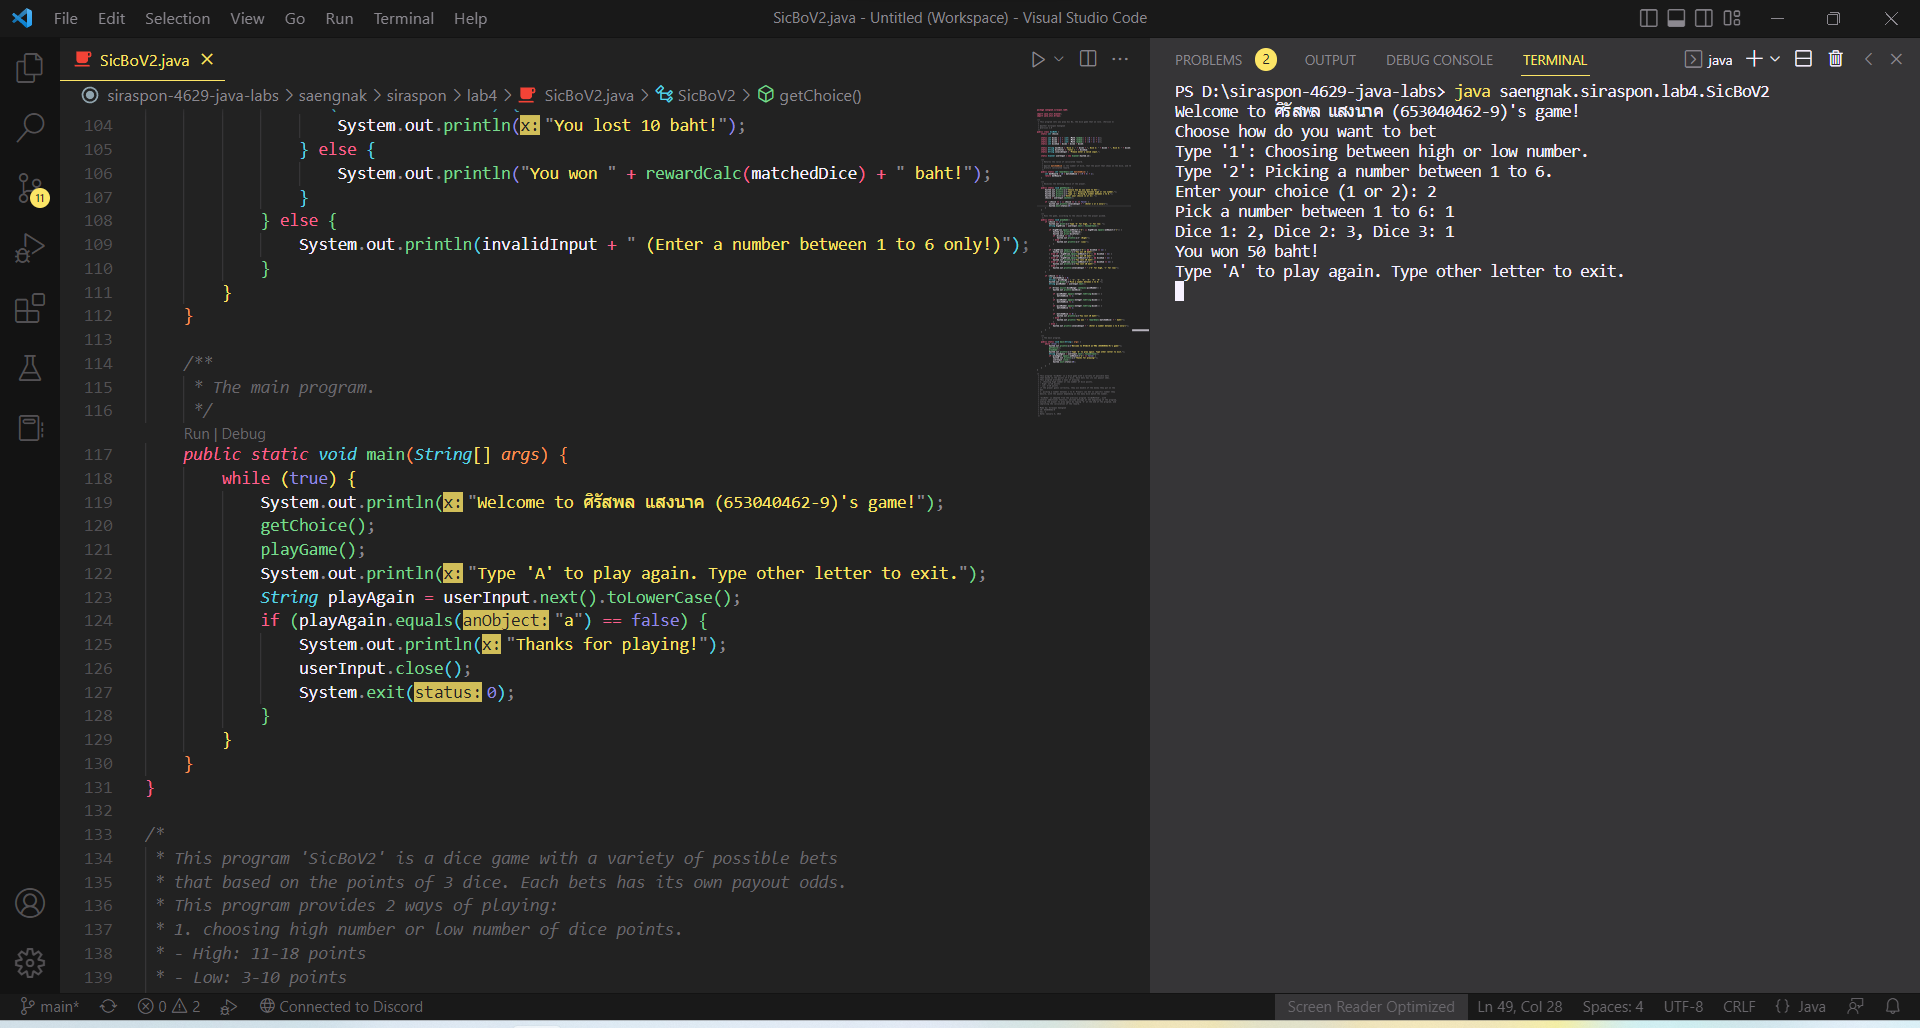 File Edit Selection View Go Run Terminal Help
SicBoV2.java - Untitled (Workspace) - Visual Studio Code
SicBoV2.java
siraspon-4629-java-labs > saengnak > siraspon > lab4 > SicBoV2.java > SicBoV2 > getChoice()
104 System.out.println(x: "You lost 10 baht!");
105 } else {
106 System.out.println("You won " + rewardCalc(matchedDice) + " baht!");
107 }
108 } else {
109 System.out.println(invalidInput + " (Enter a number between 1 to 6 only!)");
110 }
111 }
112 }
113
114 /**
115 * The main program.
116 */
Run | Debug
117 public static void main(String[] args) {
118 while (true) {
119 System.out.println(x: "Welcome to ศิรัสพล แสงนาค (653040462-9)'s game!");
120 getChoice();
121 playGame();
122 System.out.println(x: "Type 'A' to play again. Type other letter to exit.");
123 String playAgain = userInput.next().toLowerCase();
124 if (playAgain.equals(anObject: "a") == false) {
125 System.out.println(x: "Thanks for playing!");
126 userInput.close();
127 System.exit(status: 0);
128 }
129 }
130 }
131 }
132
133 /*
134 * This program 'SicBoV2' is a dice game with a variety of possible bets
135 * that based on the points of 3 dice. Each bets has its own payout odds.
136 * This program provides 2 ways of playing:
137 * 1. choosing high number or low number of dice points.
138 * - High: 11-18 points
139 * - Low: 3-10 points
PROBLEMS 2 OUTPUT DEBUG CONSOLE TERMINAL java
PS D:\siraspon-4629-java-labs> java saengnak.siraspon.lab4.SicBoV2
Welcome to ศิรัสพล แสงนาค (653040462-9)'s game!
Choose how do you want to bet
Type '1': Choosing between high or low number.
Type '2': Picking a number between 1 to 6.
Enter your choice (1 or 2): 2
Pick a number between 1 to 6: 1
Dice 1: 2, Dice 2: 3, Dice 3: 1
You won 50 baht!
Type 'A' to play again. Type other letter to exit.
11
main* 0 2 Connected to Discord
Screen Reader Optimized Ln 49, Col 28 Spaces: 4 UTF-8 CRLF {} Java